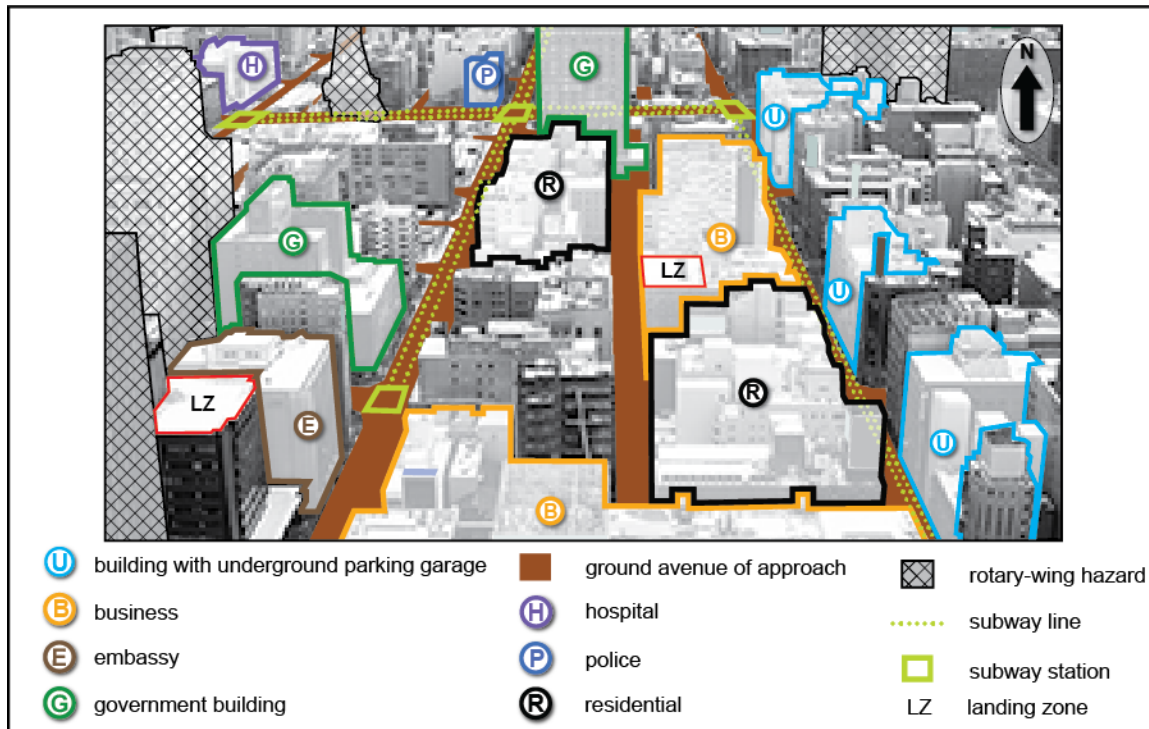 N
H
P
G
U
R
G
B
LZ
U
LZ
R
E
U
B
U building with underground parking garage
B business
E embassy
G government building
ground avenue of approach
H hospital
P police
R residential
rotary-wing hazard
subway line
subway station
LZ landing zone